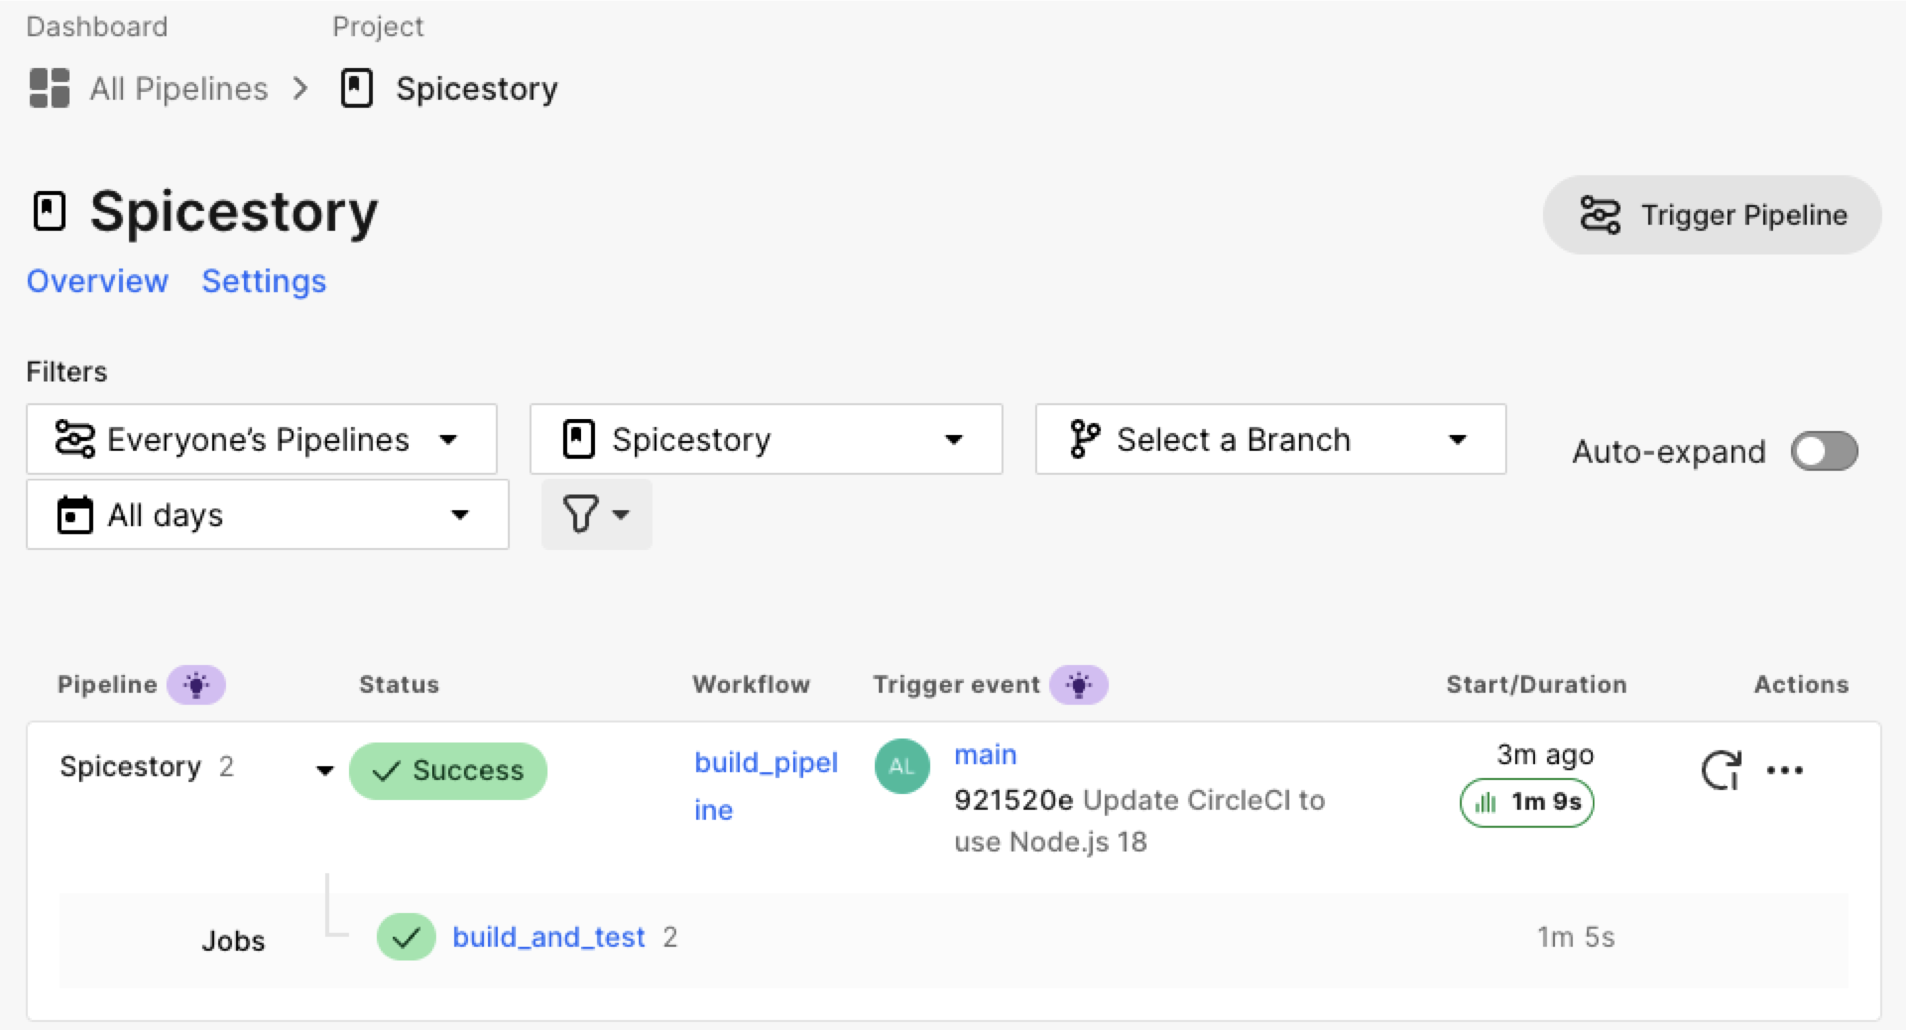 Dashboard Project
All Pipelines Spicestory
Spicestory
Trigger Pipeline
Overview Settings
Filters
Everyone’s Pipelines Spicestory Select a Branch Auto-expand
All days
Pipeline Status Workflow Trigger event Start/Duration Actions
Spicestory 2 Success build_pipel
ine
AL main
921520e Update CircleCI to
use Node.js 18
3m ago
1m 9s
Jobs build_and_test 2 1m 5s